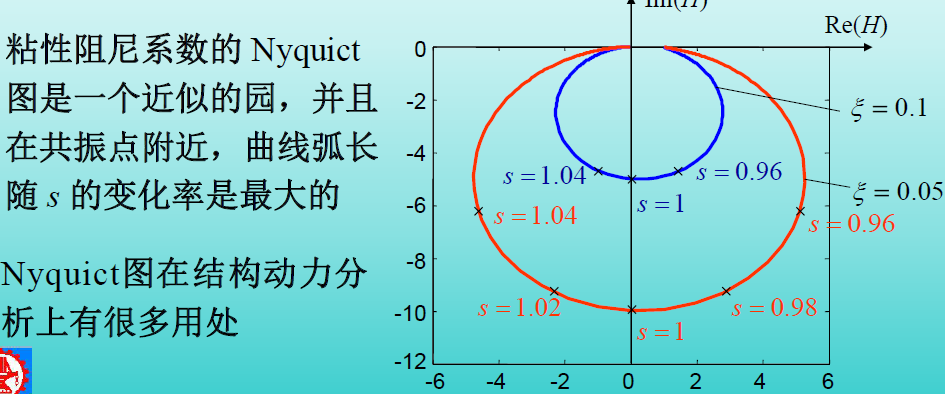 粘性阻尼系数的 Nyquict
图是一个近似的园，并且
在共振点附近，曲线弧长
随 s 的变化率是最大的
Nyquict图在结构动力分
析上有很多用处
Im(H)
Re(H)
0
-2
-4
-6
-8
-10
-12
-6
-4
-2
0
2
4
6
ξ = 0.1
ξ = 0.05
s = 1.04
s = 0.96
s = 1
s = 1.04
s = 0.96
s = 1.02
s = 0.98
s = 1